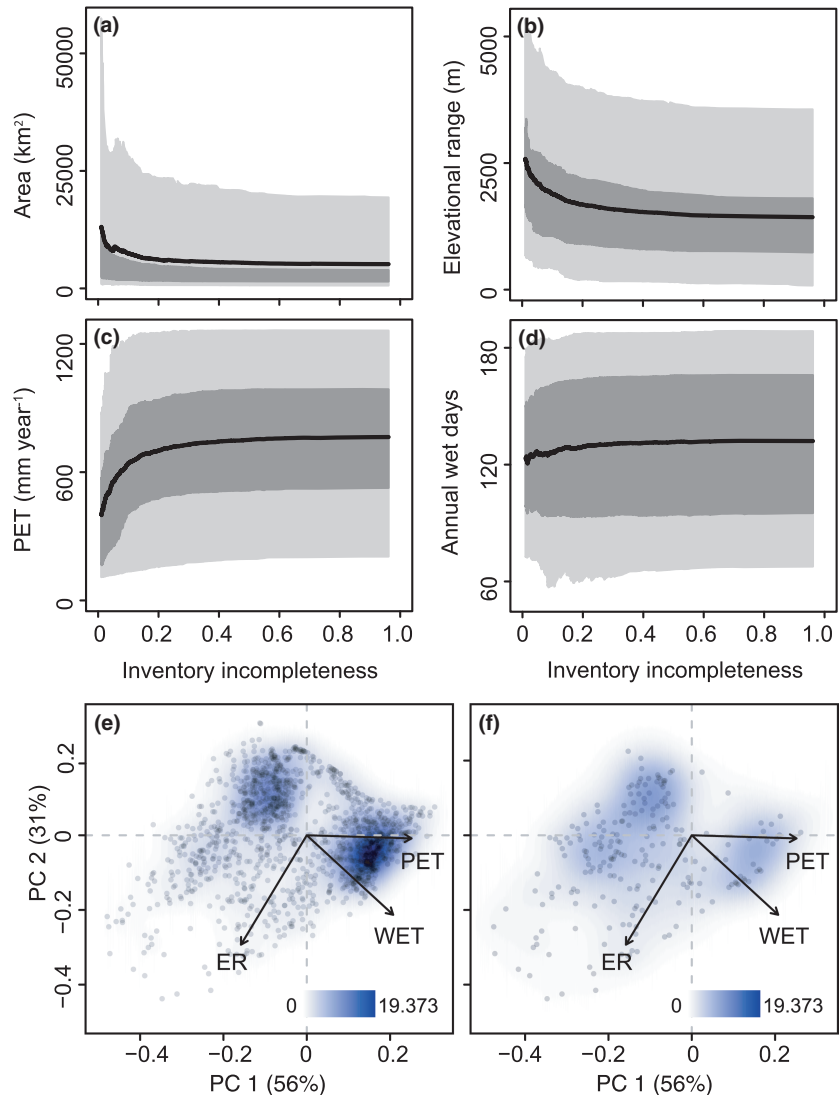 (a)
Area (km²)
50000
25000
0
(b)
Elevational range (m)
5000
2500
0
(c)
PET (mm year⁻¹)
1200
600
0
0 0.2 0.4 0.6 0.8 1.0
Inventory incompleteness
(d)
Annual wet days
180
120
60
0 0.2 0.4 0.6 0.8 1.0
Inventory incompleteness
(e)
PC 2 (31%)
0.2
0
−0.2
−0.4
PET
WET
ER
0 19.373
−0.4 −0.2 0 0.2
PC 1 (56%)
(f)
PET
WET
ER
0 19.373
−0.4 −0.2 0 0.2
PC 1 (56%)